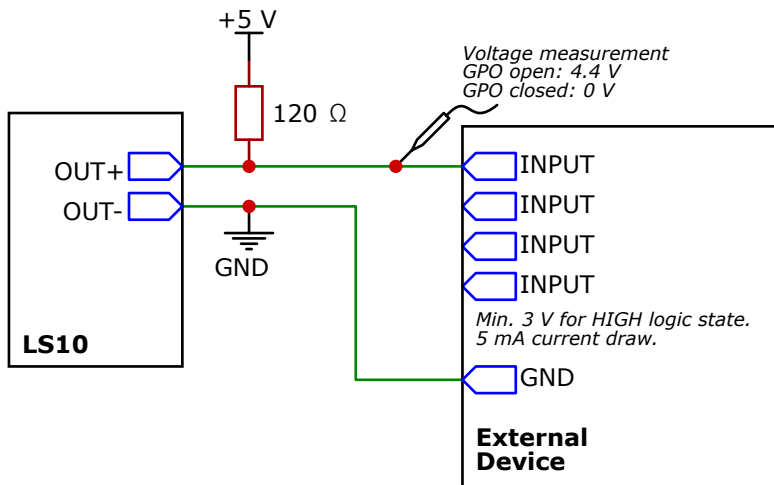 +5 V
Voltage measurement
GPO open: 4.4 V
GPO closed: 0 V
120 Ω
OUT+
OUT-
GND
LS10
INPUT
INPUT
INPUT
INPUT
Min. 3 V for HIGH logic state.
5 mA current draw.
GND
External
Device